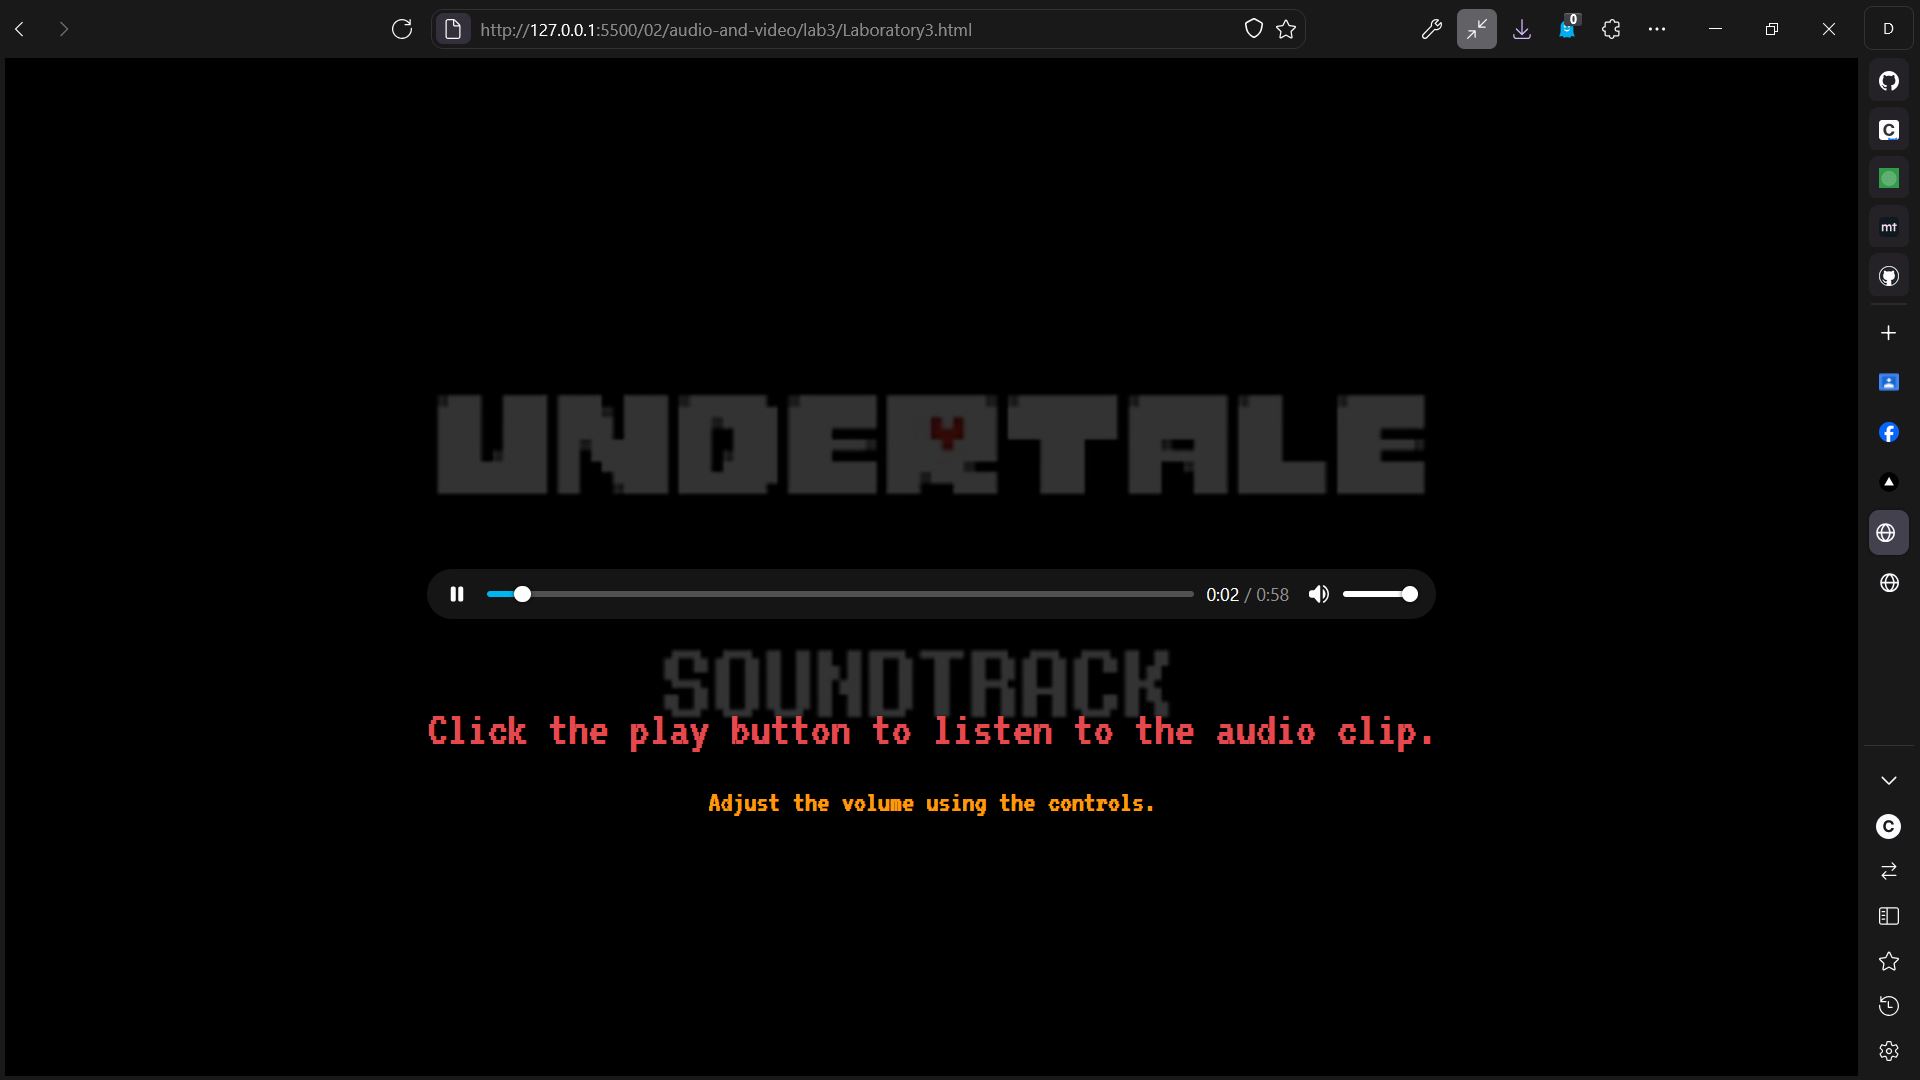 http://127.0.0.1:5500/02/audio-and-video/lab3/Laboratory3.html
0
D
C
mt
UNDERTALE
0:02 / 0:58
SOUNDTRACK
Click the play button to listen to the audio clip.
Adjust the volume using the controls.
C